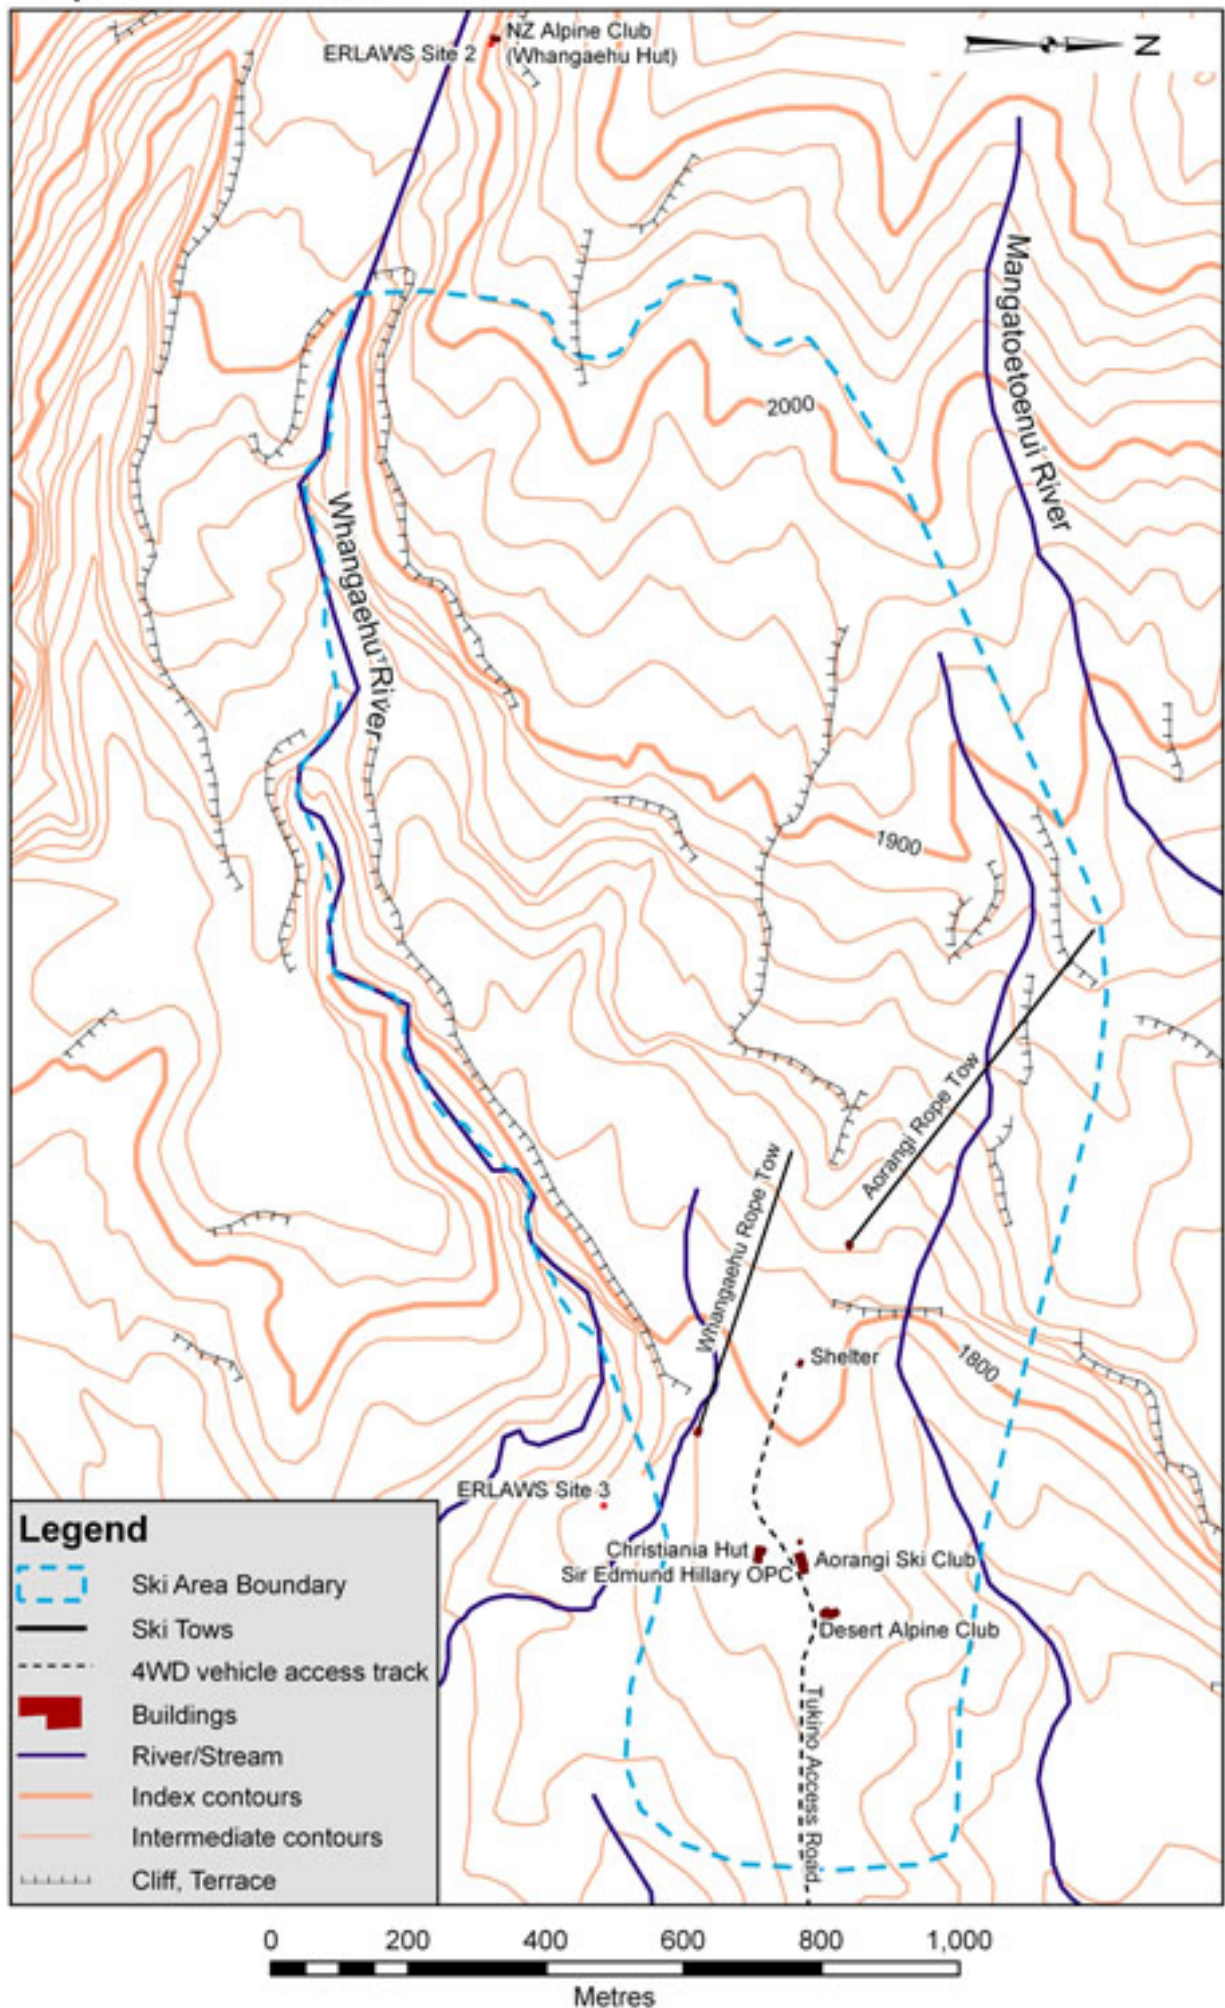 NZ Alpine Club
(Whangaehu Hut)
ERLAWS Site 2
N
Mangatoetoenui River
2000
Whangaehu River
1900
Aorangi Rope Tow
Whangaehu Rope Tow
Shelter
1800
ERLAWS Site 3
Christiania Hut
Sir Edmund Hillary OPC
Aorangi Ski Club
Desert Alpine Club
Tukino Access Road
Legend
Ski Area Boundary
Ski Tows
4WD vehicle access track
Buildings
River/Stream
Index contours
Intermediate contours
Cliff, Terrace
0 200 400 600 800 1,000
Metres